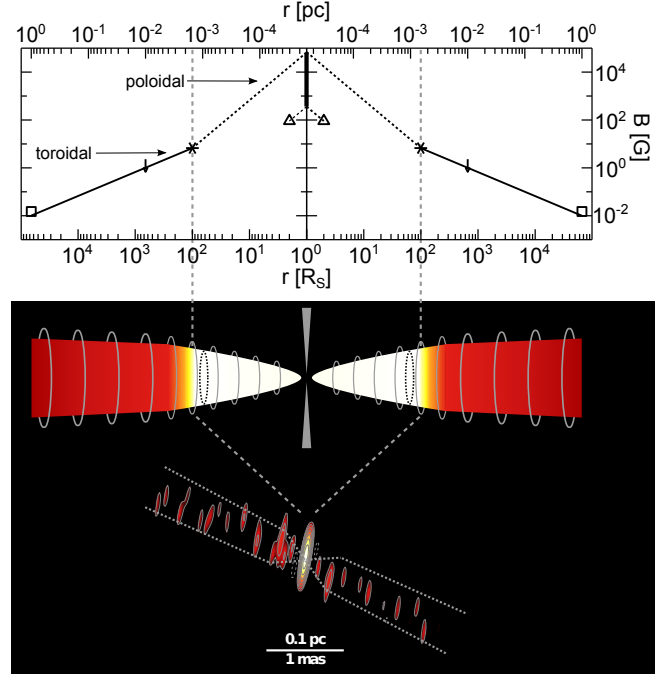 r [pc]
10⁰ 10⁻¹ 10⁻² 10⁻³ 10⁻⁴ 10⁻⁴ 10⁻³ 10⁻² 10⁻¹ 10⁰
poloidal
toroidal
10⁴
10²
10⁰
10⁻²
B [G]
10⁴ 10³ 10² 10¹ 10⁰ 10¹ 10² 10³ 10⁴
r [R_S]
0.1 pc
1 mas